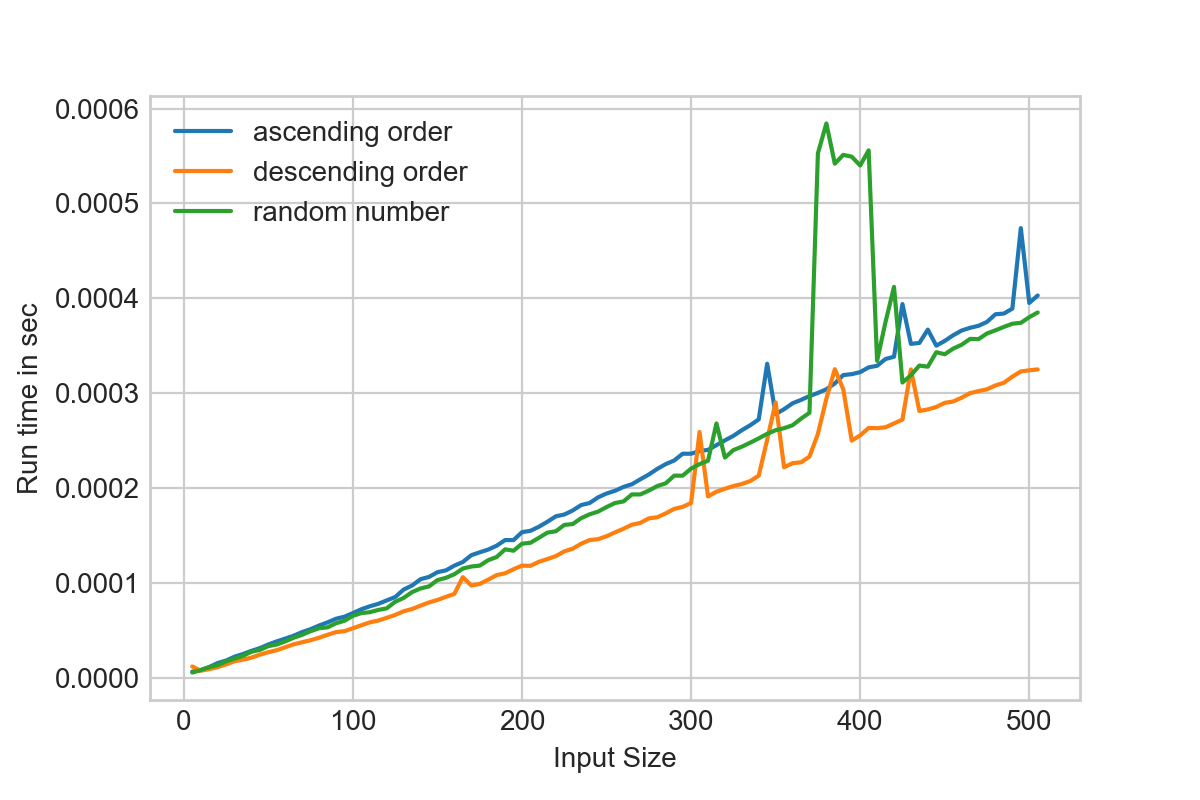 0.0006
0.0005
0.0004
0.0003
0.0002
0.0001
0.0000
Run time in sec
ascending order
descending order
random number
0 100 200 300 400 500
Input Size